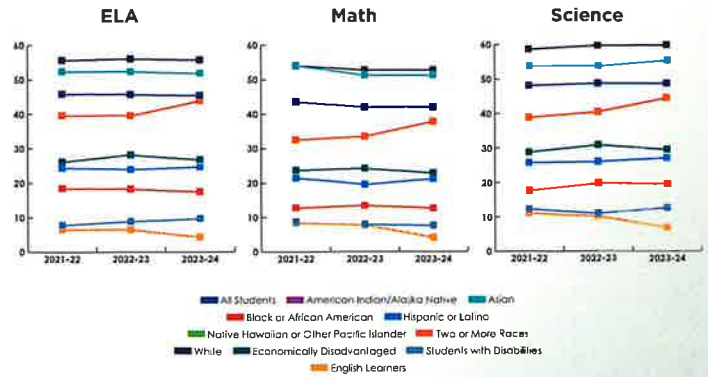 ELA Math Science
60 60 60
50 50 50
40 40 40
30 30 30
20 20 20
10 10 10
0 0 0
2021-22 2022-23 2023-24 2021-22 2022-23 2023-24 2021-22 2022-23 2023-24
All Students American Indian/Alaska Native Asian
Black or African American Hispanic or Latino
Native Hawaiian or Other Pacific Islander Two or More Races
White Economically Disadvantaged Students with Disabilities
English Learners